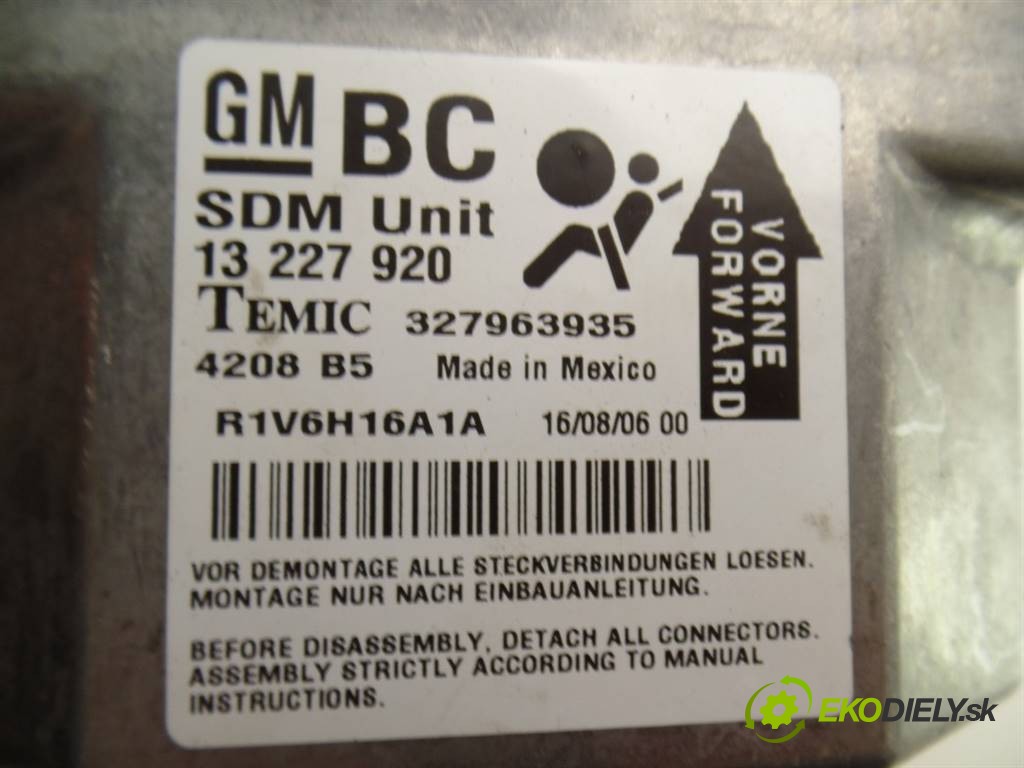 GM BC
SDM Unit
13 227 920
TEMIC 327963935
4208 B5 Made in Mexico
R1V6H16A1A 16/08/06 00
VORNE
FORWARD
VOR DEMONTAGE ALLE STECKVERBINDUNGEN LOESEN.
MONTAGE NUR NACH EINBAUANLEITUNG.
BEFORE DISASSEMBLY, DETACH ALL CONNECTORS.
ASSEMBLY STRICTLY ACCORDING TO MANUAL
INSTRUCTIONS.
EKODIELY.sk